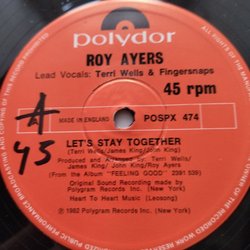 polydor
ROY AYERS
Lead Vocals: Terri Wells & Fingersnaps
45 rpm
A
45
MADE IN ENGLAND
POSPX 474
LET'S STAY TOGETHER
(Terri Wells/James King/John King)
Produced and Arranged by: Terri Wells/
James King/John King/Roy Ayers
(From the Album "FEELING GOOD" 2391 539)
Original Sound Recording made by
Polygram Records Inc. (New York)
Heart To Heart Music (Leosong)
℗ 1982 Polygram Records Inc. (New York)